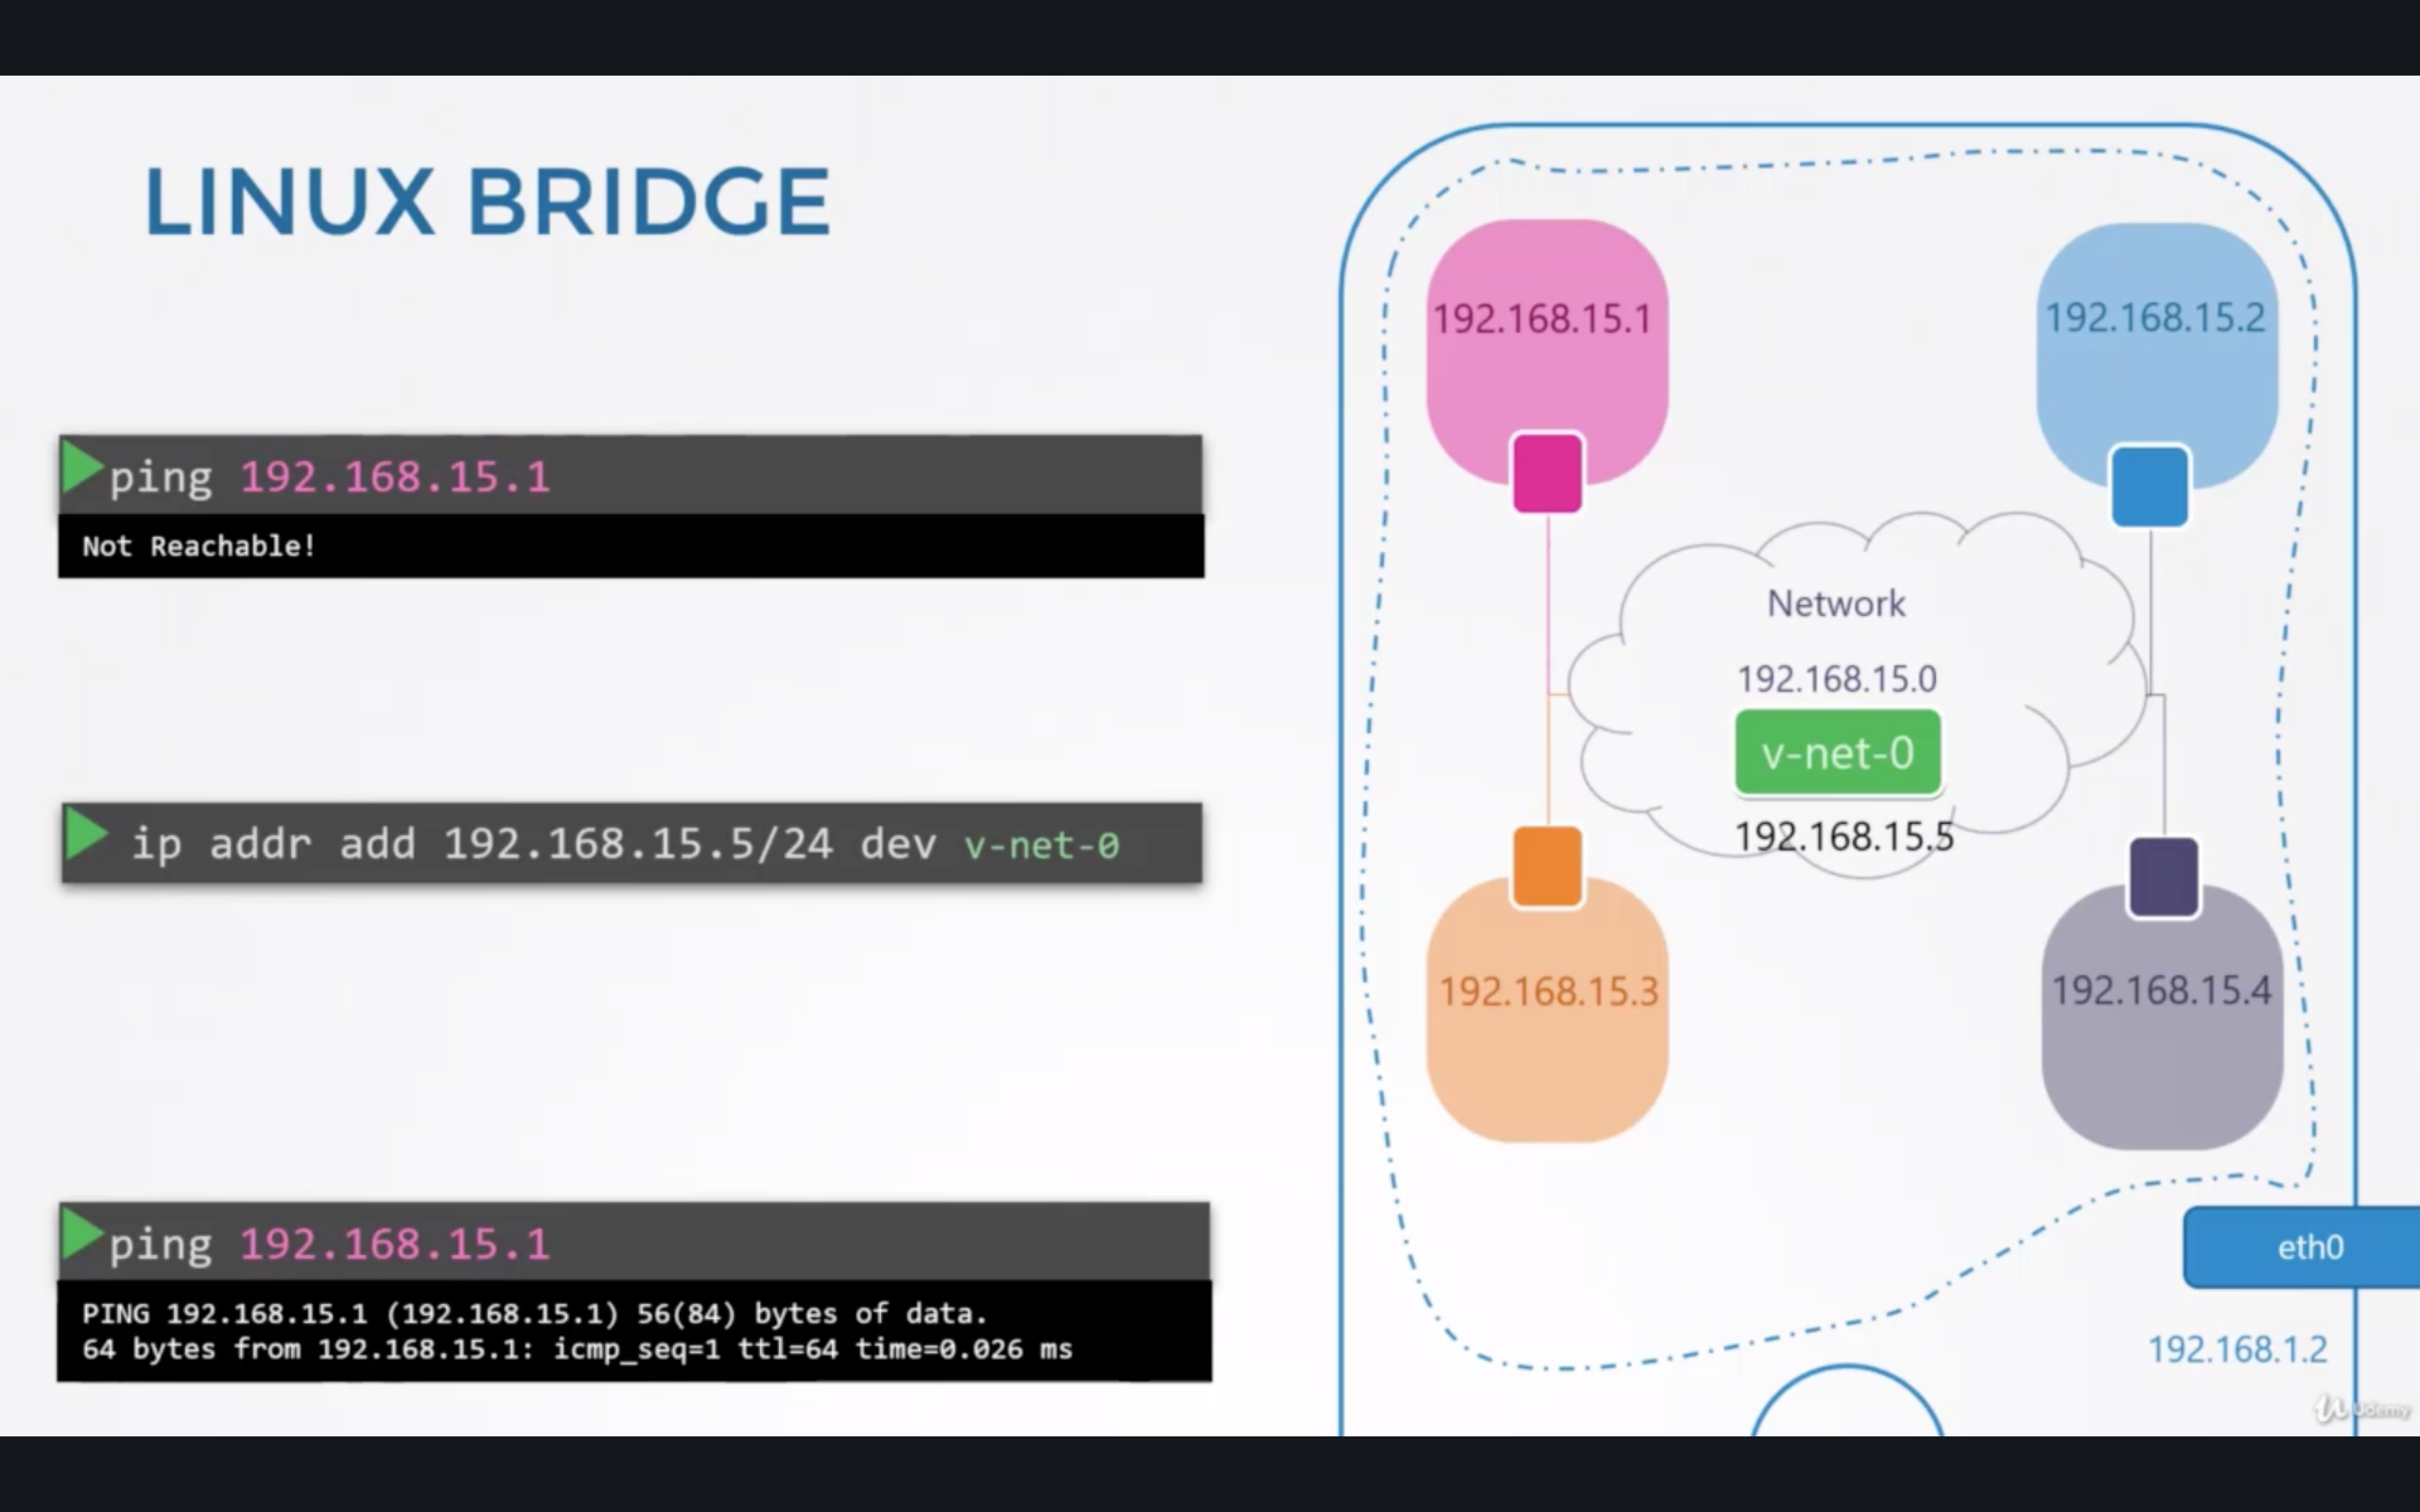 LINUX BRIDGE
ping 192.168.15.1
Not Reachable!
ip addr add 192.168.15.5/24 dev v-net-0
ping 192.168.15.1
PING 192.168.15.1 (192.168.15.1) 56(84) bytes of data.
64 bytes from 192.168.15.1: icmp_seq=1 ttl=64 time=0.026 ms
192.168.15.1
192.168.15.2
Network
192.168.15.0
v-net-0
192.168.15.5
192.168.15.3
192.168.15.4
eth0
192.168.1.2
Udemy